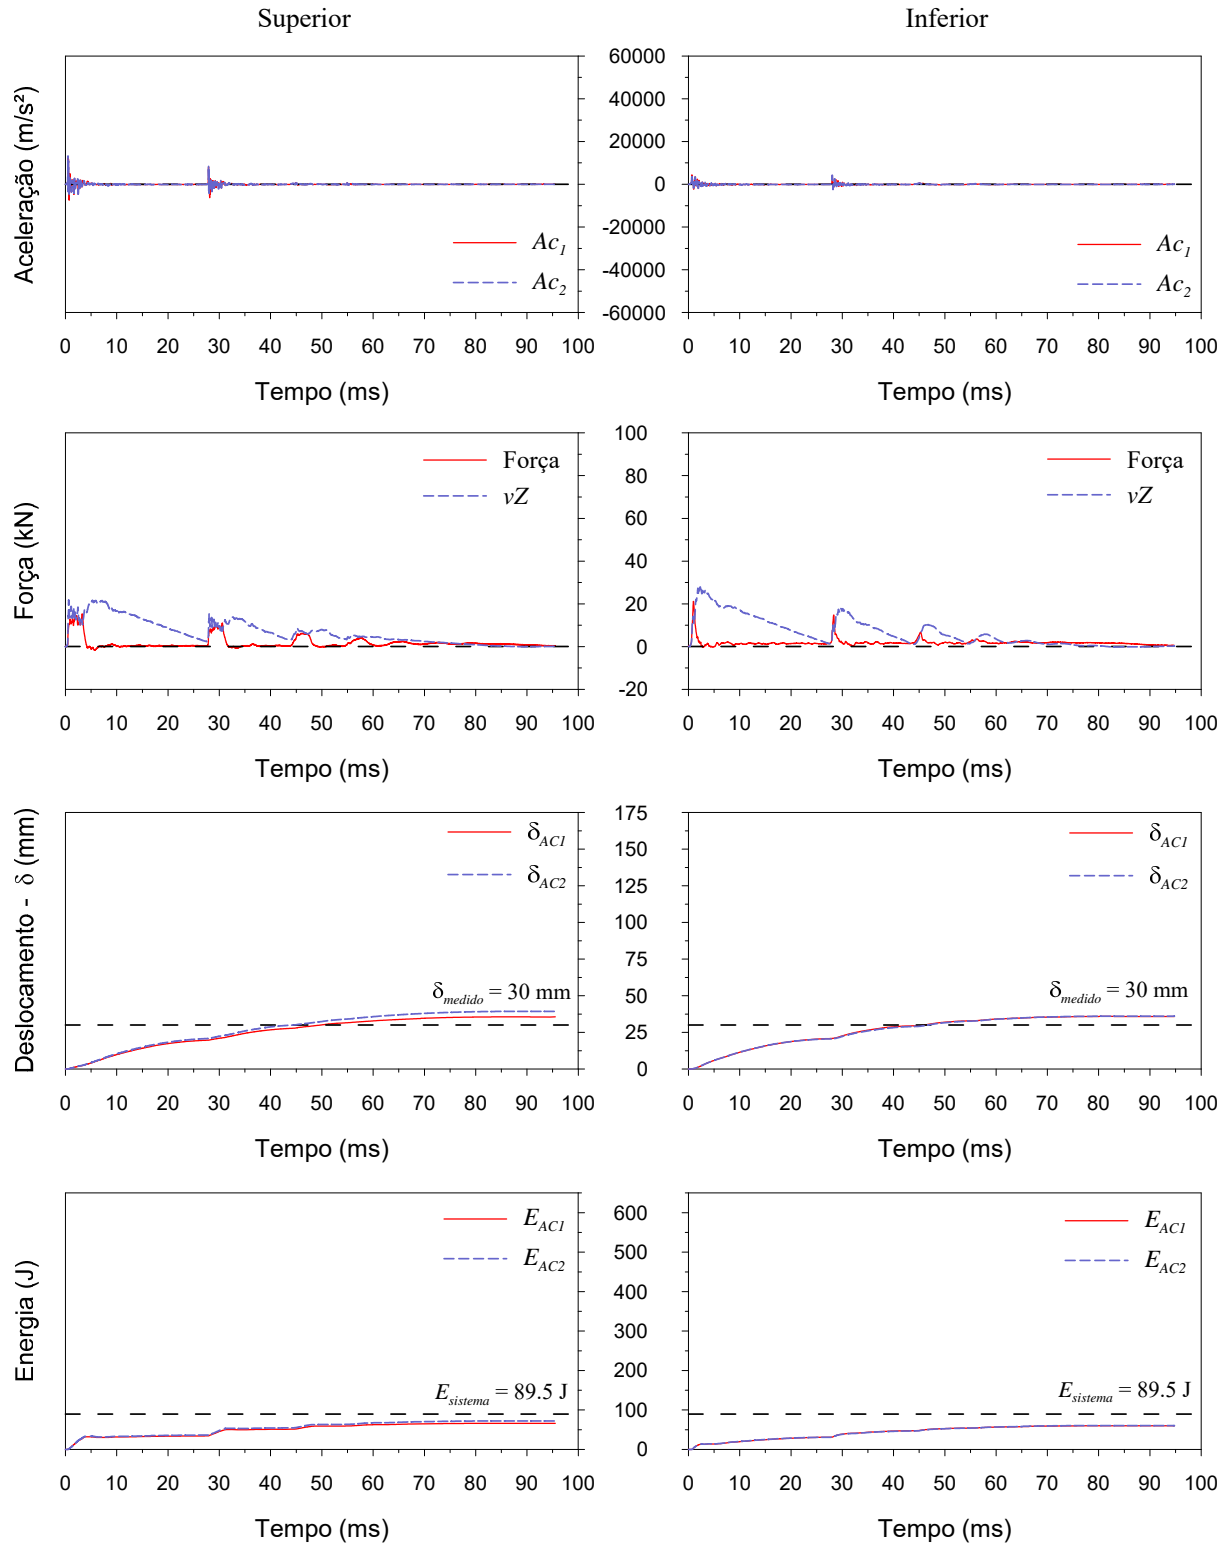 Superior
Inferior
Aceleração (m/s²)
60000
40000
20000
0
-20000
-40000
-60000
Ac1
Ac2
Ac1
Ac2
0 10 20 30 40 50 60 70 80 90 100
0 10 20 30 40 50 60 70 80 90 100
Tempo (ms)
Tempo (ms)
Força (kN)
100
80
60
40
20
0
-20
Força
vZ
Força
vZ
0 10 20 30 40 50 60 70 80 90 100
0 10 20 30 40 50 60 70 80 90 100
Tempo (ms)
Tempo (ms)
Deslocamento - δ (mm)
175
150
125
100
75
50
25
0
δAC1
δAC2
δmedido = 30 mm
δAC1
δAC2
δmedido = 30 mm
0 10 20 30 40 50 60 70 80 90 100
0 10 20 30 40 50 60 70 80 90 100
Tempo (ms)
Tempo (ms)
Energia (J)
600
500
400
300
200
100
0
EAC1
EAC2
Esistema = 89.5 J
EAC1
EAC2
Esistema = 89.5 J
0 10 20 30 40 50 60 70 80 90 100
0 10 20 30 40 50 60 70 80 90 100
Tempo (ms)
Tempo (ms)